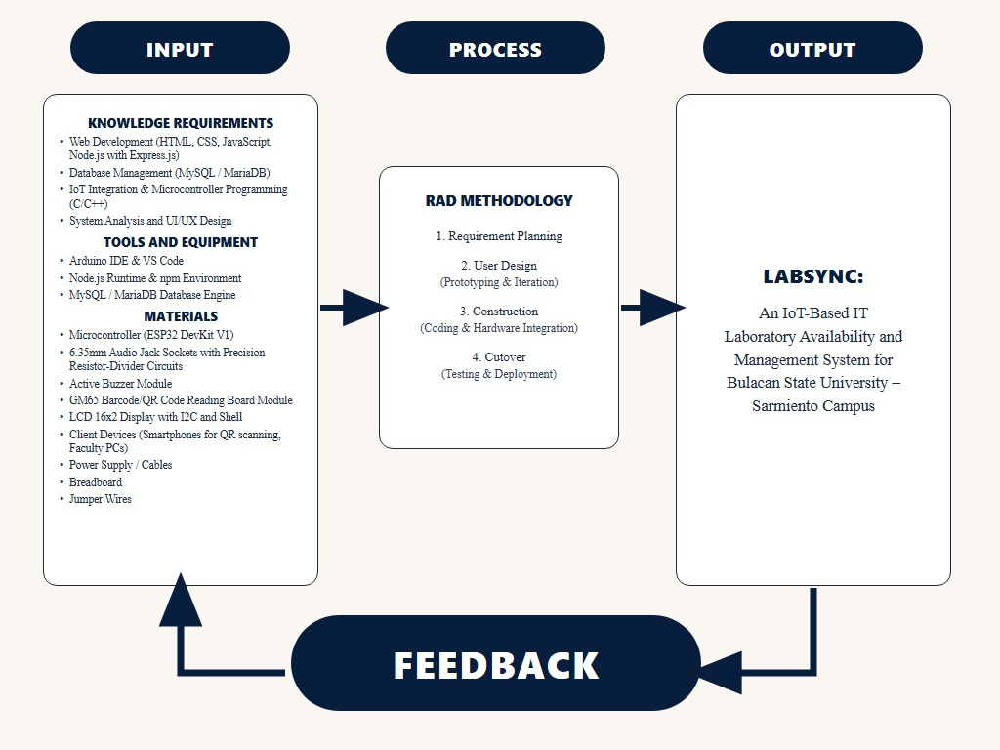 INPUT
PROCESS
OUTPUT
KNOWLEDGE REQUIREMENTS
• Web Development (HTML, CSS, JavaScript,
Node.js with Express.js)
• Database Management (MySQL / MariaDB)
• IoT Integration & Microcontroller Programming
(C/C++)
• System Analysis and UI/UX Design
TOOLS AND EQUIPMENT
• Arduino IDE & VS Code
• Node.js Runtime & npm Environment
• MySQL / MariaDB Database Engine
MATERIALS
• Microcontroller (ESP32 DevKit V1)
• 6.35mm Audio Jack Sockets with Precision
Resistor-Divider Circuits
• Active Buzzer Module
• GM65 Barcode/QR Code Reading Board Module
• LCD 16x2 Display with I2C and Shell
• Client Devices (Smartphones for QR scanning,
Faculty PCs)
• Power Supply / Cables
• Breadboard
• Jumper Wires
RAD METHODOLOGY
1. Requirement Planning
2. User Design
(Prototyping & Iteration)
3. Construction
(Coding & Hardware Integration)
4. Cutover
(Testing & Deployment)
LABSYNC:
An IoT-Based IT
Laboratory Availability and
Management System for
Bulacan State University –
Sarmiento Campus
FEEDBACK